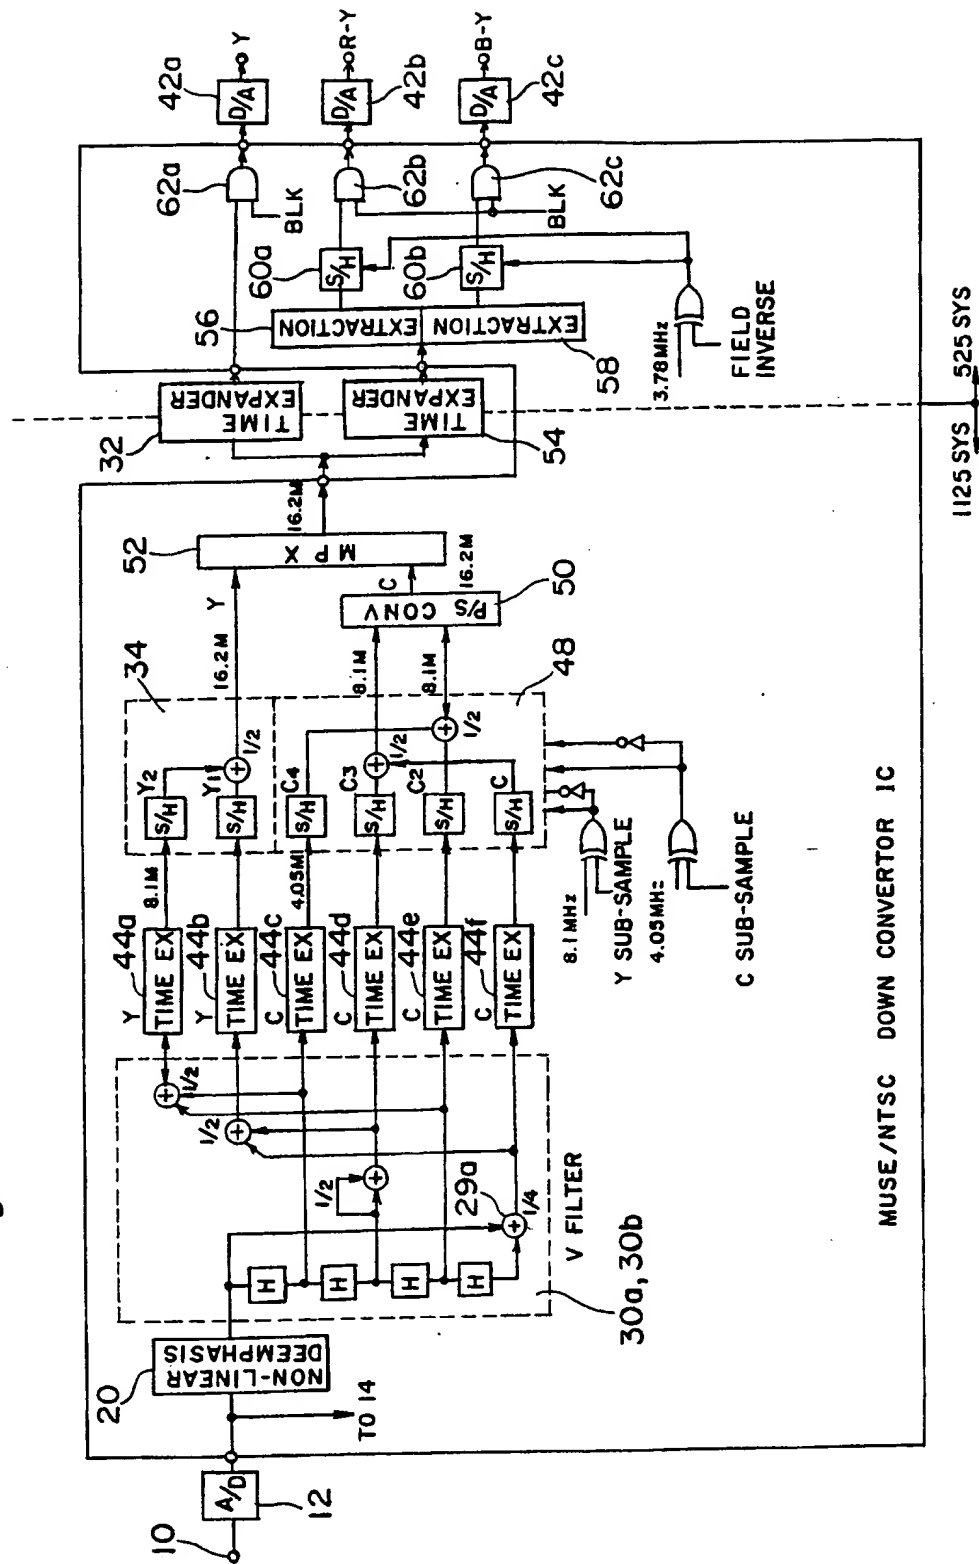 10
A/D
12
TO 14
20
NON-LINEAR
DEEMPHASIS
H
H
H
H
1/2
1/2
1/2
29a
1/4
V FILTER
30a, 30b
Y
44a
TIME EX
Y
44b
TIME EX
C
44c
TIME EX
C
44d
TIME EX
C
44e
TIME EX
C
44f
TIME EX
8.1M
4.05M
34
S/H
Y2
S/H
Y1
1/2
S/H
C4
S/H
C3
1/2
S/H
C2
1/2
S/H
C
48
8.1MHz
Y SUB-SAMPLE
4.05MHz
C SUB-SAMPLE
16.2M
Y
8.1M
8.1M
P/S
CONV
50
C
16.2M
52
MPX
16.2M
32
TIME
EXPANDER
TIME
EXPANDER
54
56
EXTRACTION
EXTRACTION
58
60a
S/H
60b
S/H
3.78MHz
FIELD
INVERSE
62a
BLK
62b
62c
BLK
42a
D/A
Y
42b
D/A
R-Y
42c
D/A
B-Y
MUSE/NTSC DOWN CONVERTOR IC
1125 SYS
525 SYS